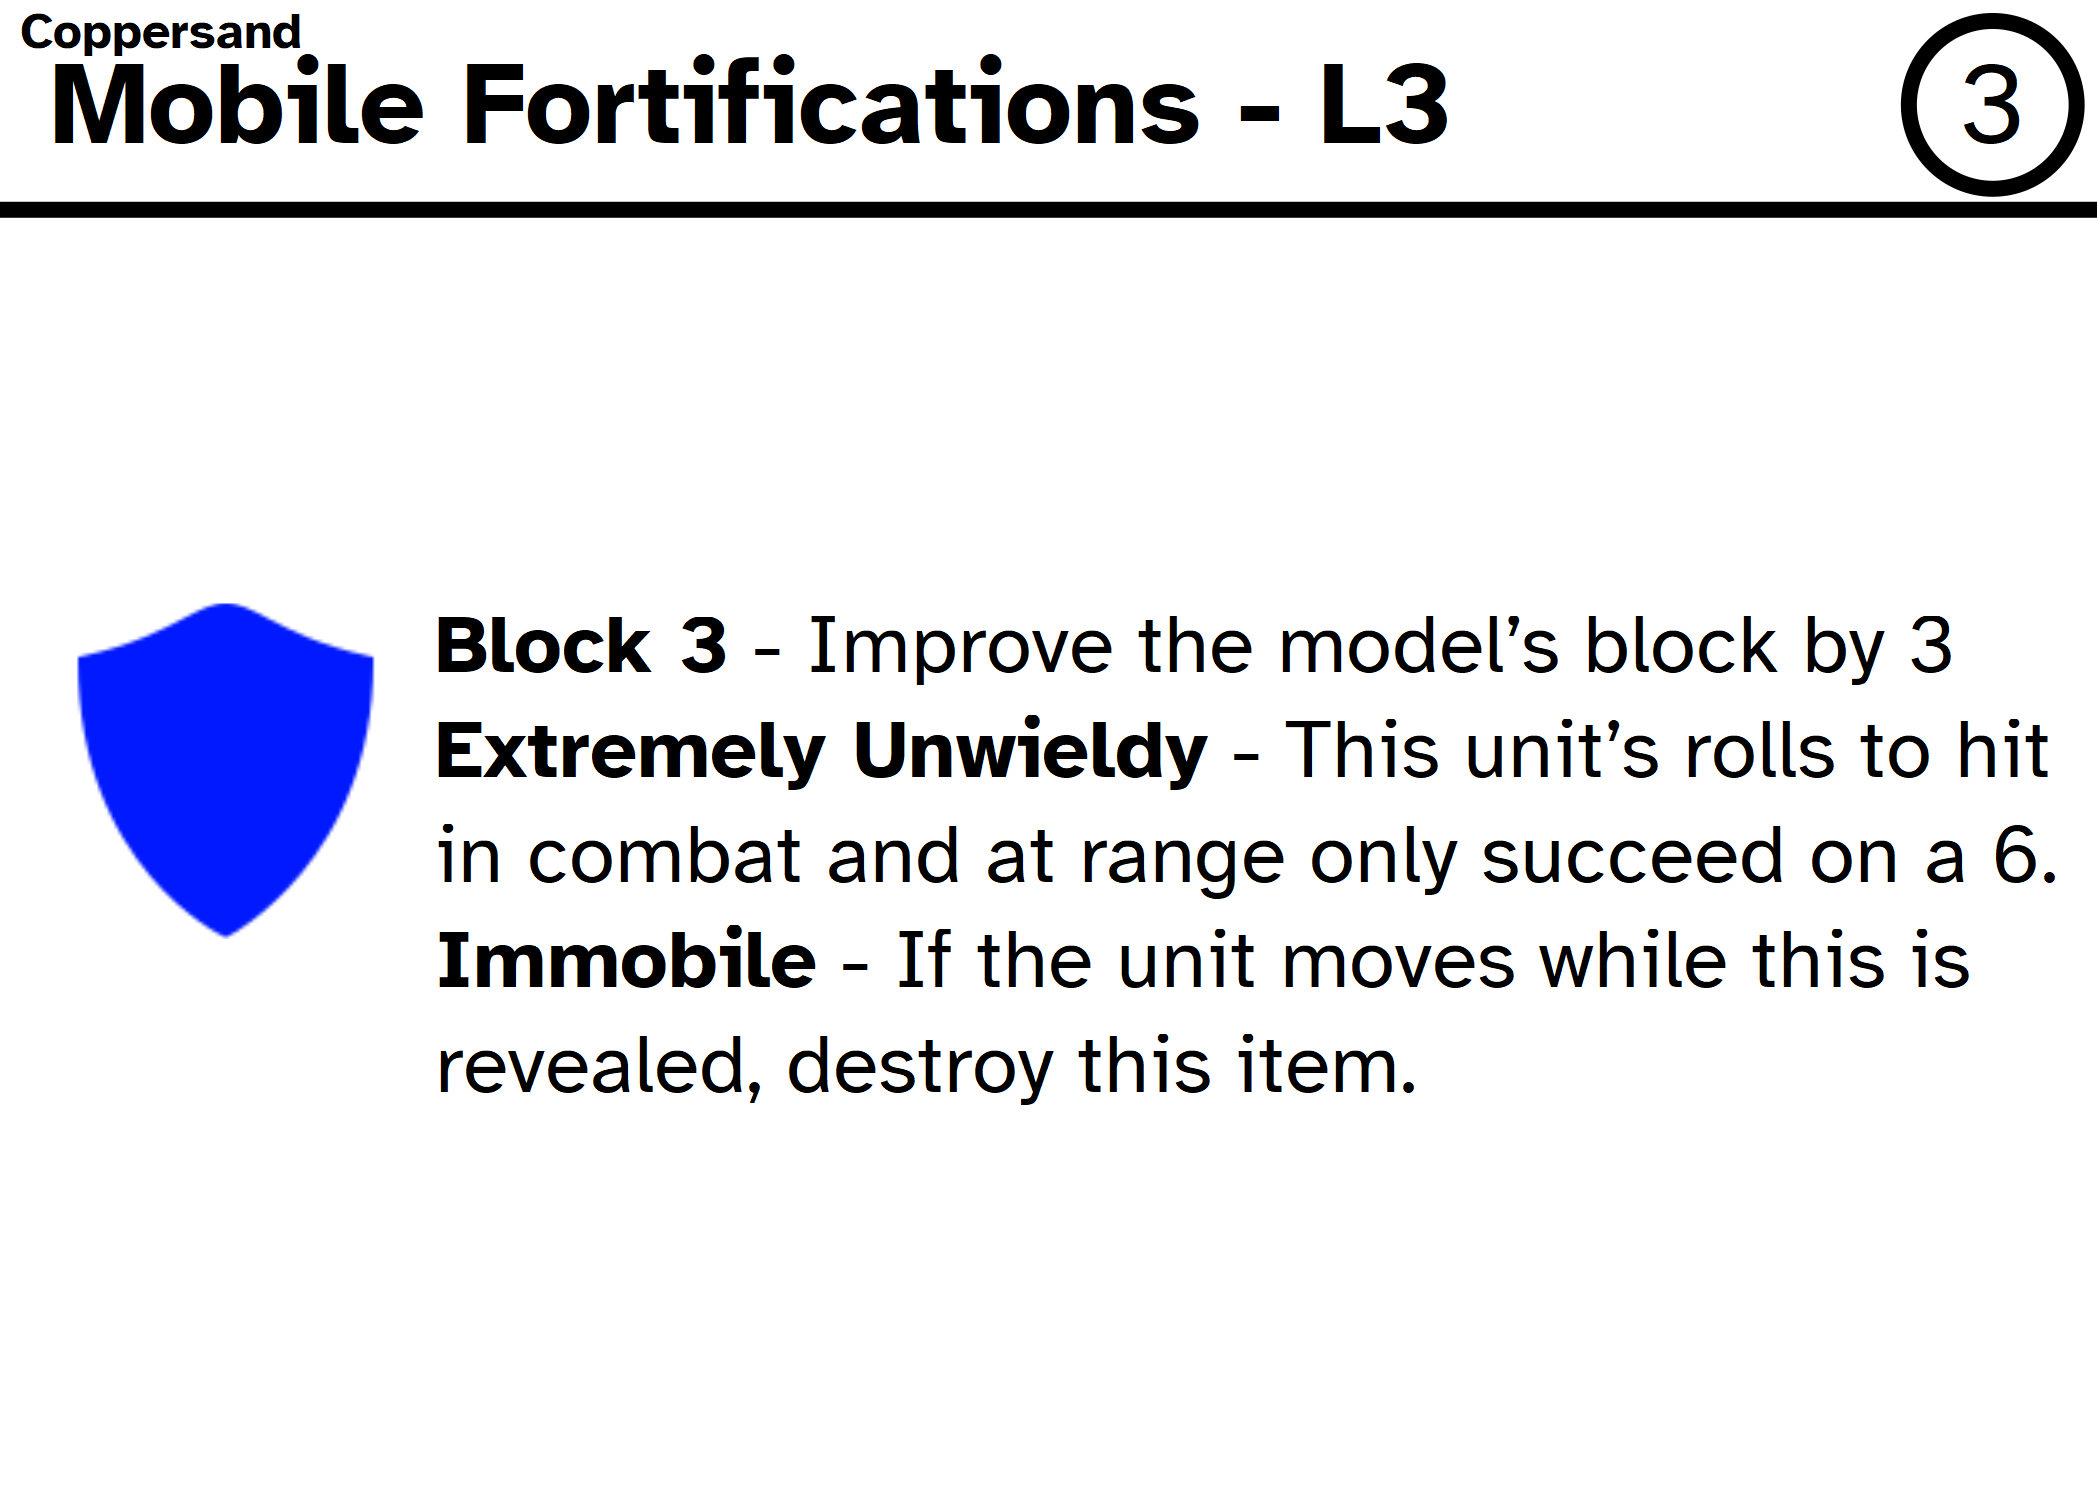 Coppersand
Mobile Fortifications - L3
3
Block 3 - Improve the model’s block by 3
Extremely Unwieldy - This unit’s rolls to hit
in combat and at range only succeed on a 6.
Immobile - If the unit moves while this is
revealed, destroy this item.